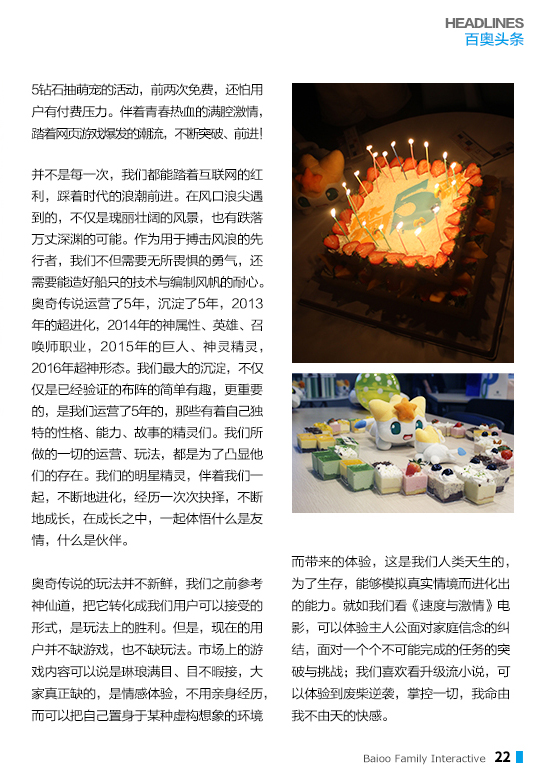 HEADLINES
百奥头条
5钻石抽萌宠的活动，前两次免费，还怕用
户有付费压力。伴着青春热血的满腔激情，
踏着网页游戏爆发的潮流，不断突破、前进！
并不是每一次，我们都能踏着互联网的红
利，踩着时代的浪潮前进。在风口浪尖遇
到的，不仅是瑰丽壮阔的风景，也有跌落
万丈深渊的可能。作为用于搏击风浪的先
行者，我们不但需要无所畏惧的勇气，还
需要能造好船只的技术与编制风帆的耐心。
奥奇传说运营了5年，沉淀了5年，2013
年的超进化，2014年的神属性、英雄、召
唤师职业，2015年的巨人、神灵精灵，
2016年超神形态。我们最大的沉淀，不仅
仅是已经验证的布阵的简单有趣，更重要
的，是我们运营了5年的，那些有着自己独
特的性格、能力、故事的精灵们。我们所
做的一切的运营、玩法，都是为了凸显他
们的存在。我们的明星精灵，伴着我们一
起，不断地进化，经历一次次抉择，不断
地成长，在成长之中，一起体悟什么是友
情，什么是伙伴。
奥奇传说的玩法并不新鲜，我们之前参考
神仙道，把它转化成我们用户可以接受的
形式，是玩法上的胜利。但是，现在的用
户并不缺游戏，也不缺玩法。市场上的游
戏内容可以说是琳琅满目、目不暇接，大
家真正缺的，是情感体验，不用亲身经历，
而可以把自己置身于某种虚构想象的环境
5
而带来的体验，这是我们人类天生的，
为了生存，能够模拟真实情境而进化出
的能力。就如我们看《速度与激情》电
影，可以体验主人公面对家庭信念的纠
结，面对一个个不可能完成的任务的突
破与挑战；我们喜欢看升级流小说，可
以体验到废柴逆袭，掌控一切，我命由
我不由天的快感。
Baioo Family Interactive 22